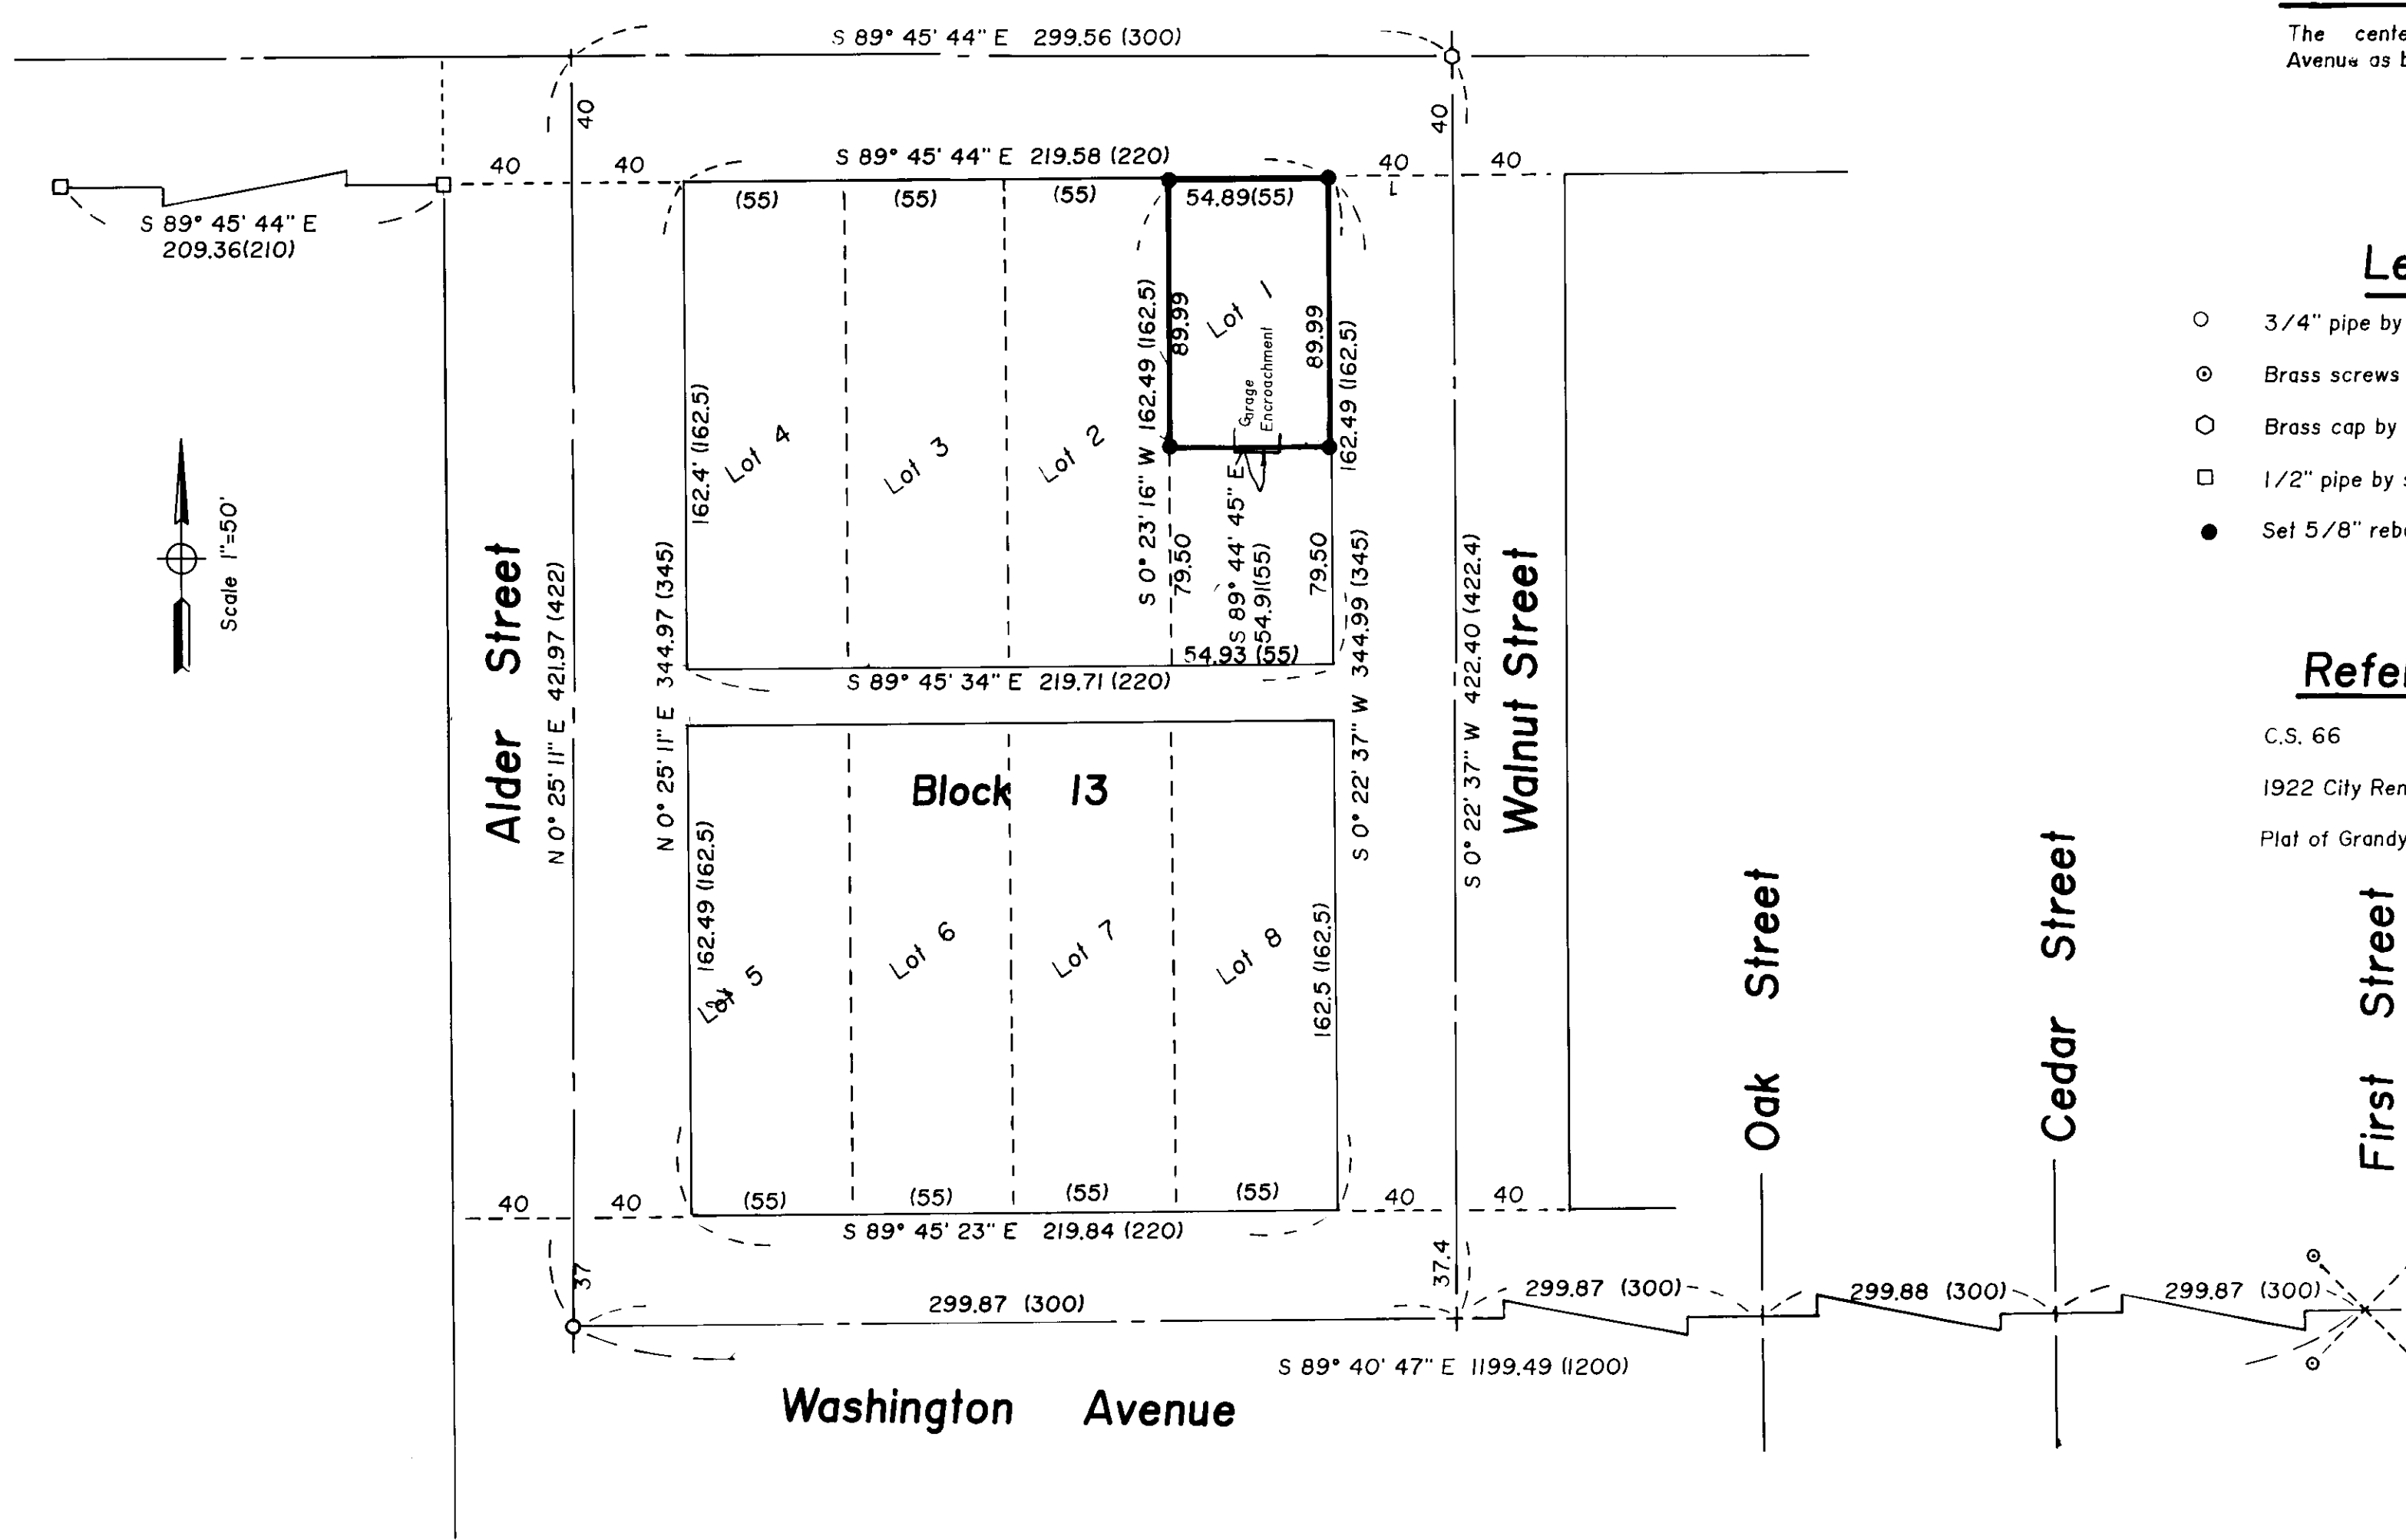 S 89° 45' 44" E 299.56 (300)
The
Avenue as
40
40
40
40
S 89° 45' 44" E 219.58 (220)
40
40
(55)
(55)
(55)
54.89(55)
S 89° 45' 44" E
209.36(210)
S 0° 23' 16" W 162.49 (162.5)
89.99
Lot 1
Garage
Encroachment
89.99
162.49 (162.5)
3/4" pipe by
Brass screws
Brass cap by
1/2" pipe by
Set 5/8"
162.4' (162.5)
Lot 4
Lot 3
Lot 2
Scale 1"=50'
Alder Street
N 0° 25' 11" E 421.97 (422)
N 0° 25' 11" E 344.97 (345)
79.50
S 89° 44' 45" E
54.91(55)
79.50
S 0° 22' 37" W 344.99 (345)
S 0° 22' 37" W 422.40 (422.4)
Walnut Street
54.93 (55)
S 89° 45' 34" E 219.71 (220)
C.S. 66
1922 City
Plat of Grandy
Block 13
162.49 (162.5)
Lot 5
Lot 6
Lot 7
Lot 8
162.5 (162.5)
Oak Street
Cedar Street
First Street
40
40
(55)
(55)
(55)
(55)
40
40
S 89° 45' 23" E 219.84 (220)
37
37.4
299.87 (300)
299.87 (300)
299.88 (300)
299.87 (300)
S 89° 40' 47" E 1199.49 (1200)
Washington Avenue